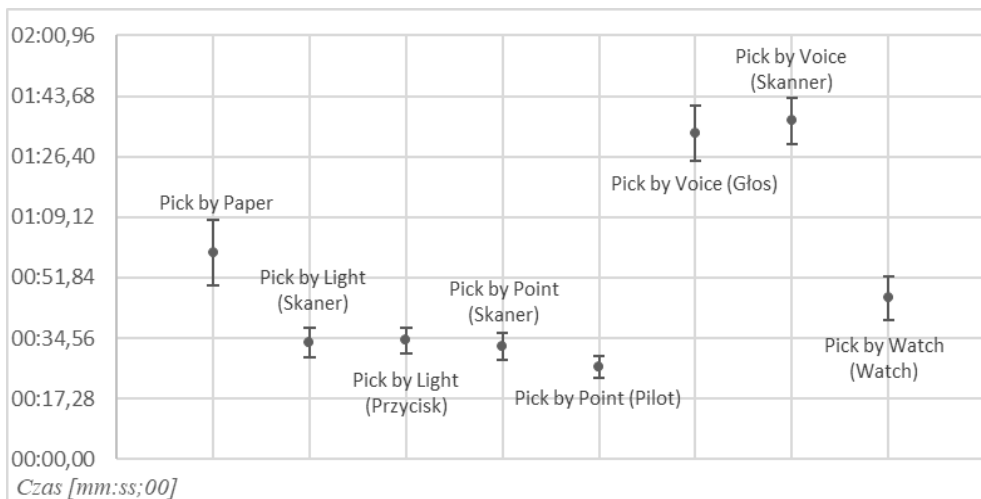 02:00,96
01:43,68
01:26,40
01:09,12
00:51,84
00:34,56
00:17,28
00:00,00
Czas [mm:ss;00]
Pick by Paper
Pick by Light
(Skaner)
Pick by Light
(Przycisk)
Pick by Point
(Skaner)
Pick by Point (Pilot)
Pick by Voice (Głos)
Pick by Voice
(Skanner)
Pick by Watch
(Watch)